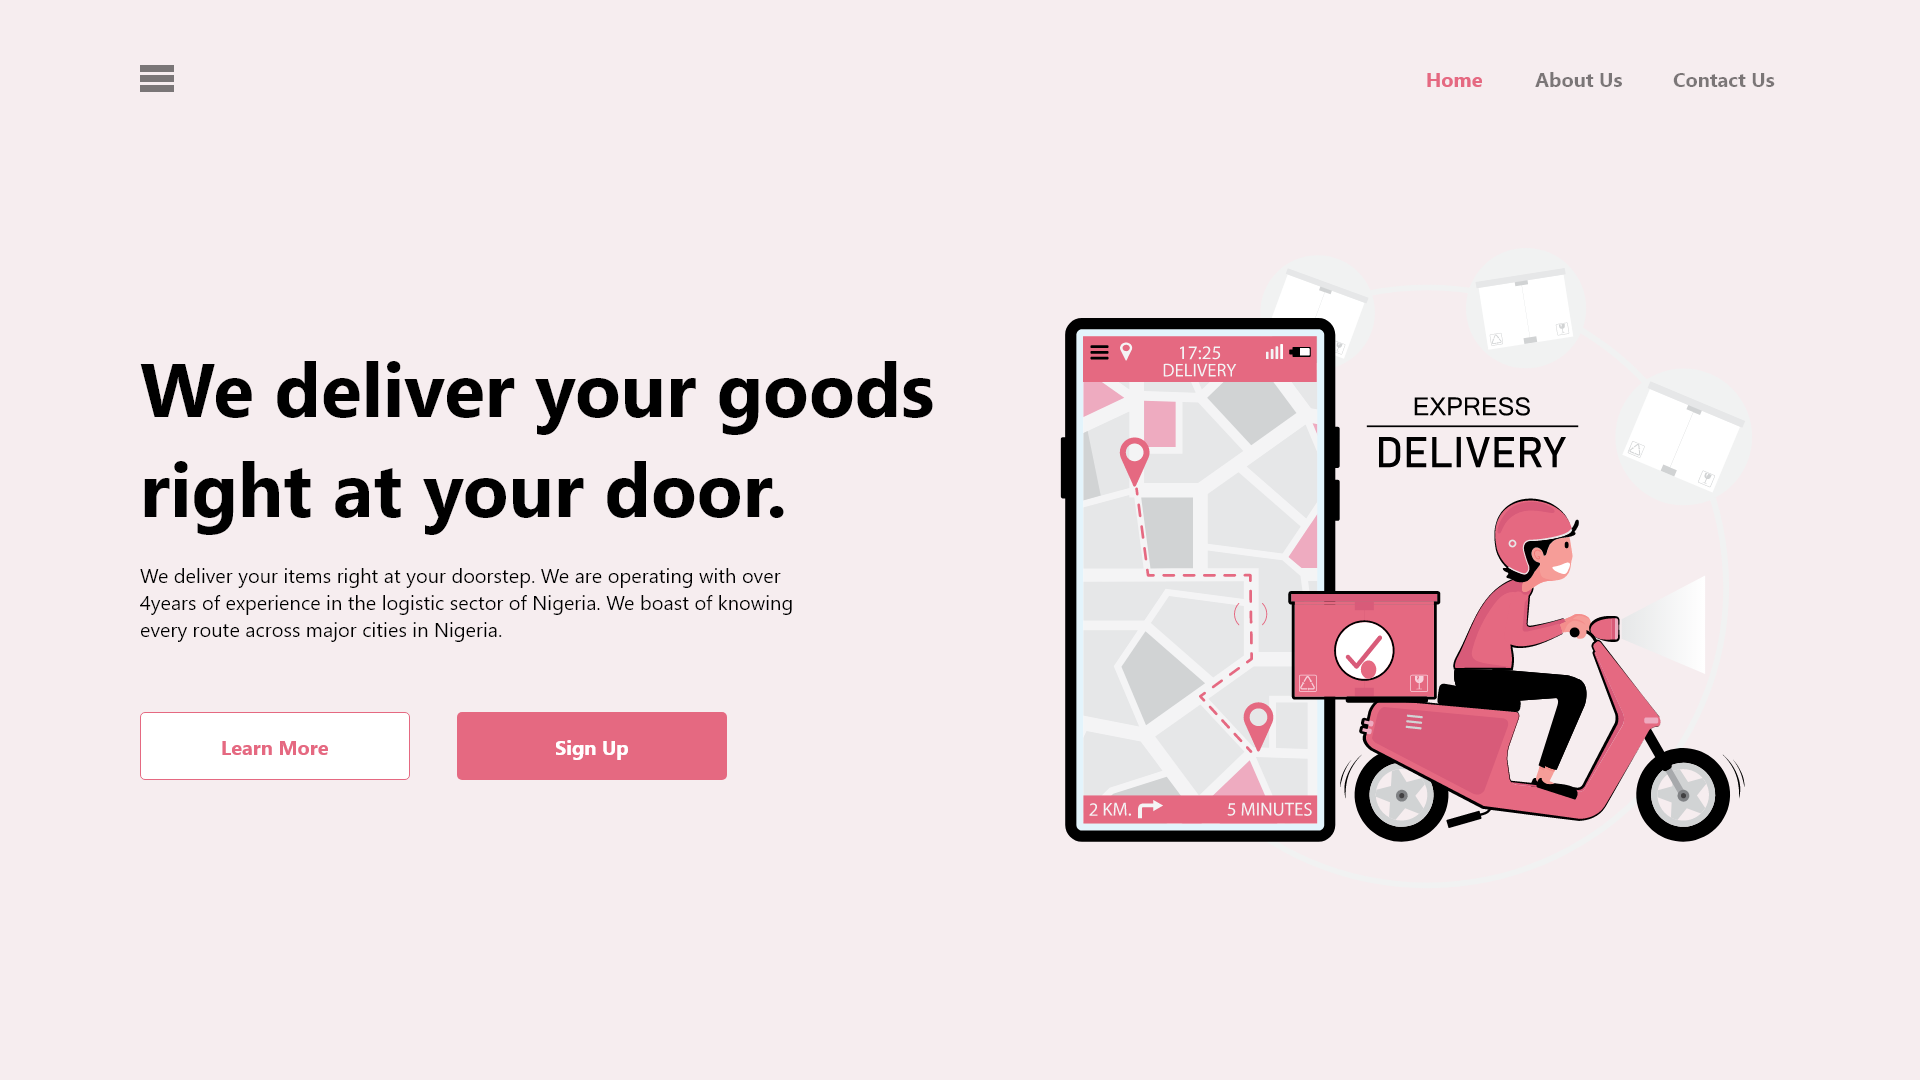 Home About Us Contact Us
We deliver your goods
right at your door.
We deliver your items right at your doorstep. We are operating with over
4years of experience in the logistic sector of Nigeria. We boast of knowing
every route across major cities in Nigeria.
Learn More Sign Up
17:25
DELIVERY
2 KM. 5 MINUTES
EXPRESS
DELIVERY